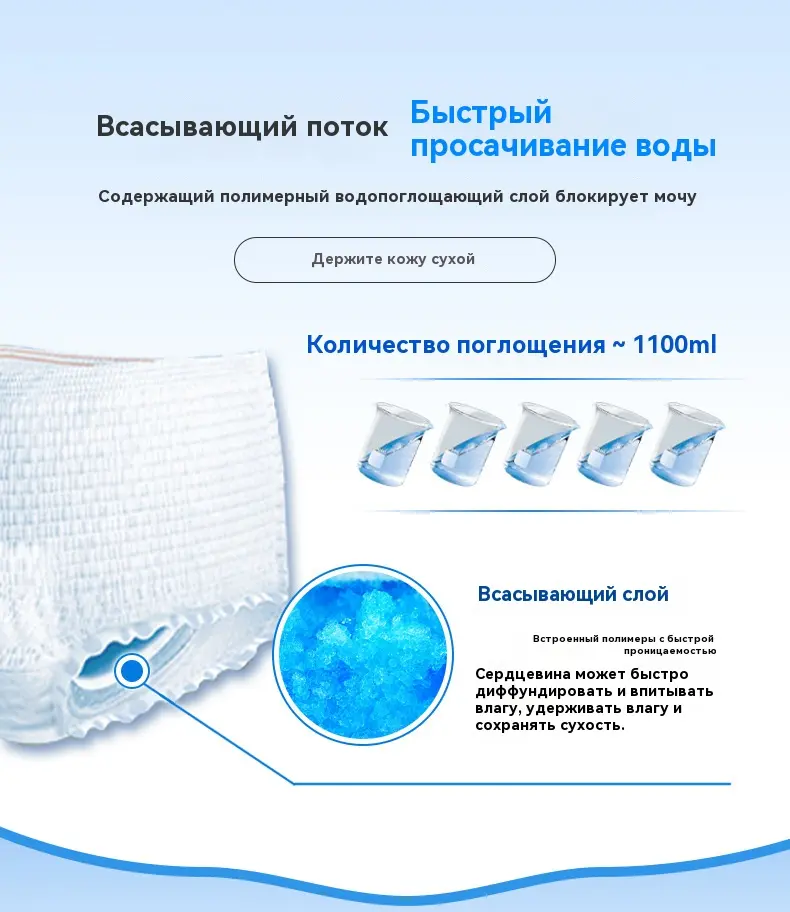 Всасывающий поток
Быстрый
просачивание воды
Содержащий полимерный водопоглощающий слой блокирует мочу
Держите кожу сухой
Количество поглощения ~ 1100ml
Всасывающий слой
Встроенный полимеры с быстрой
проницаемостью
Сердцевина может быстро
диффундировать и впитывать
влагу, удерживать влагу и
сохранять сухость.